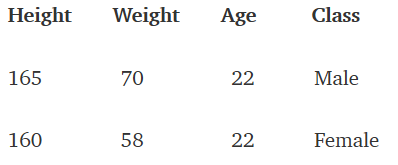 Height Weight Age Class
165 70 22 Male
160 58 22 Female